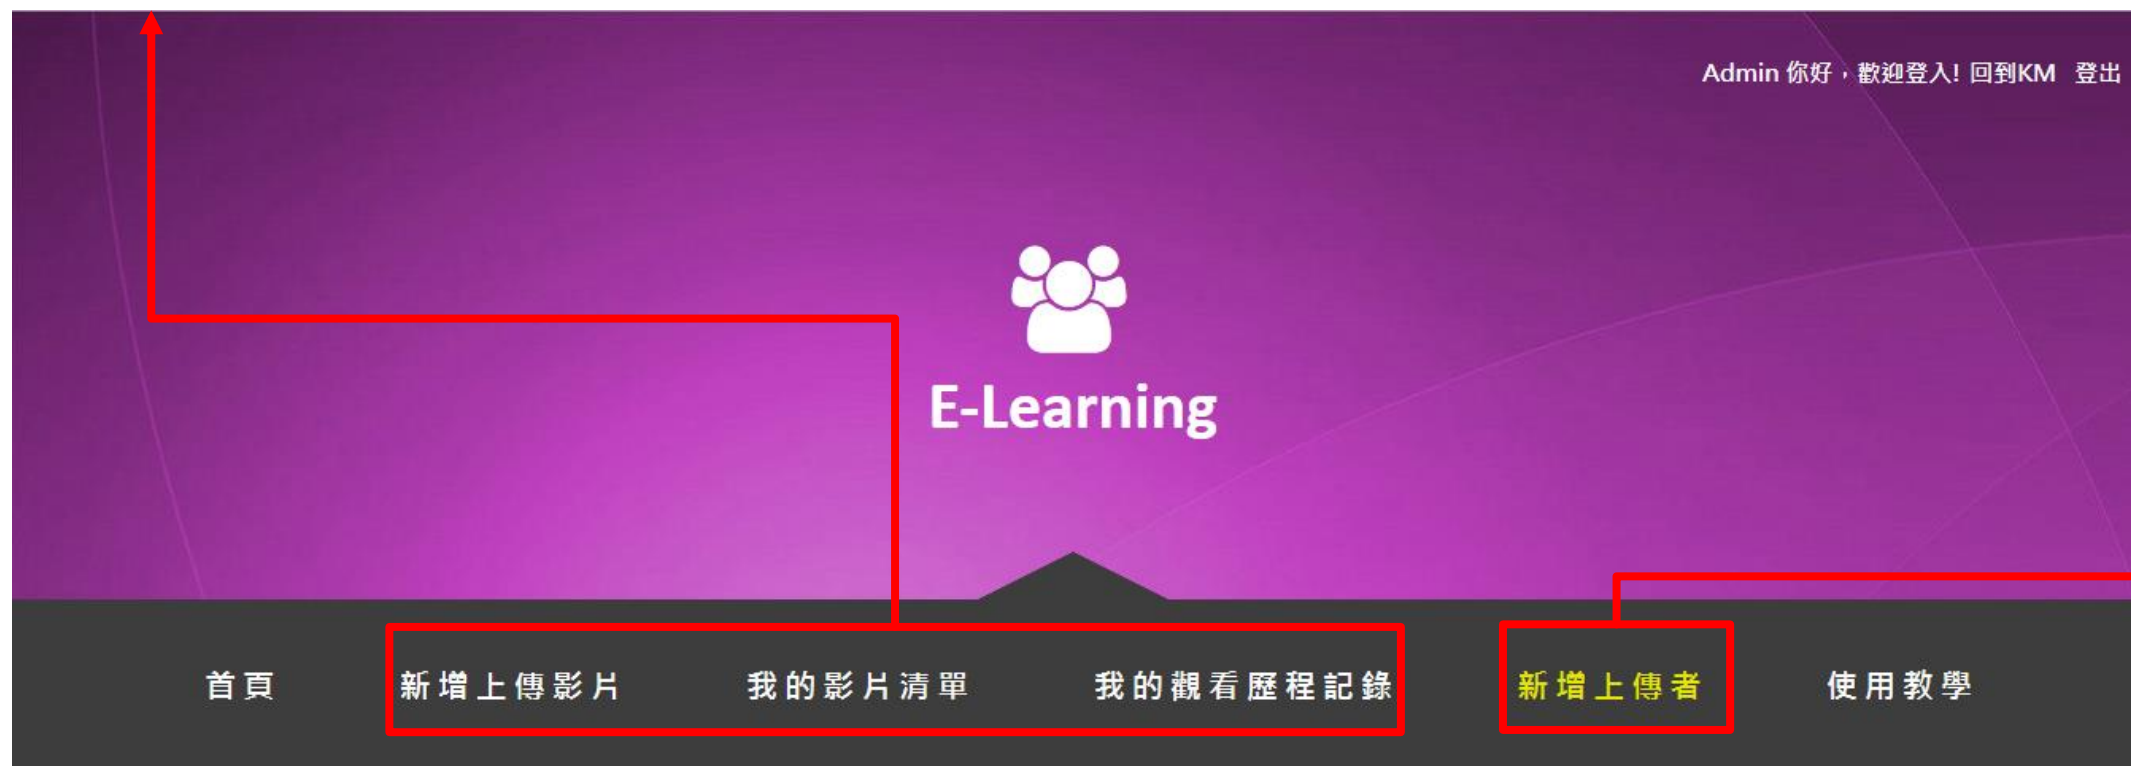 Admin 你好，歡迎登入! 回到KM 登出
E-Learning
首頁 新增上傳影片 我的影片清單 我的觀看歷程記錄 新增上傳者 使用教學